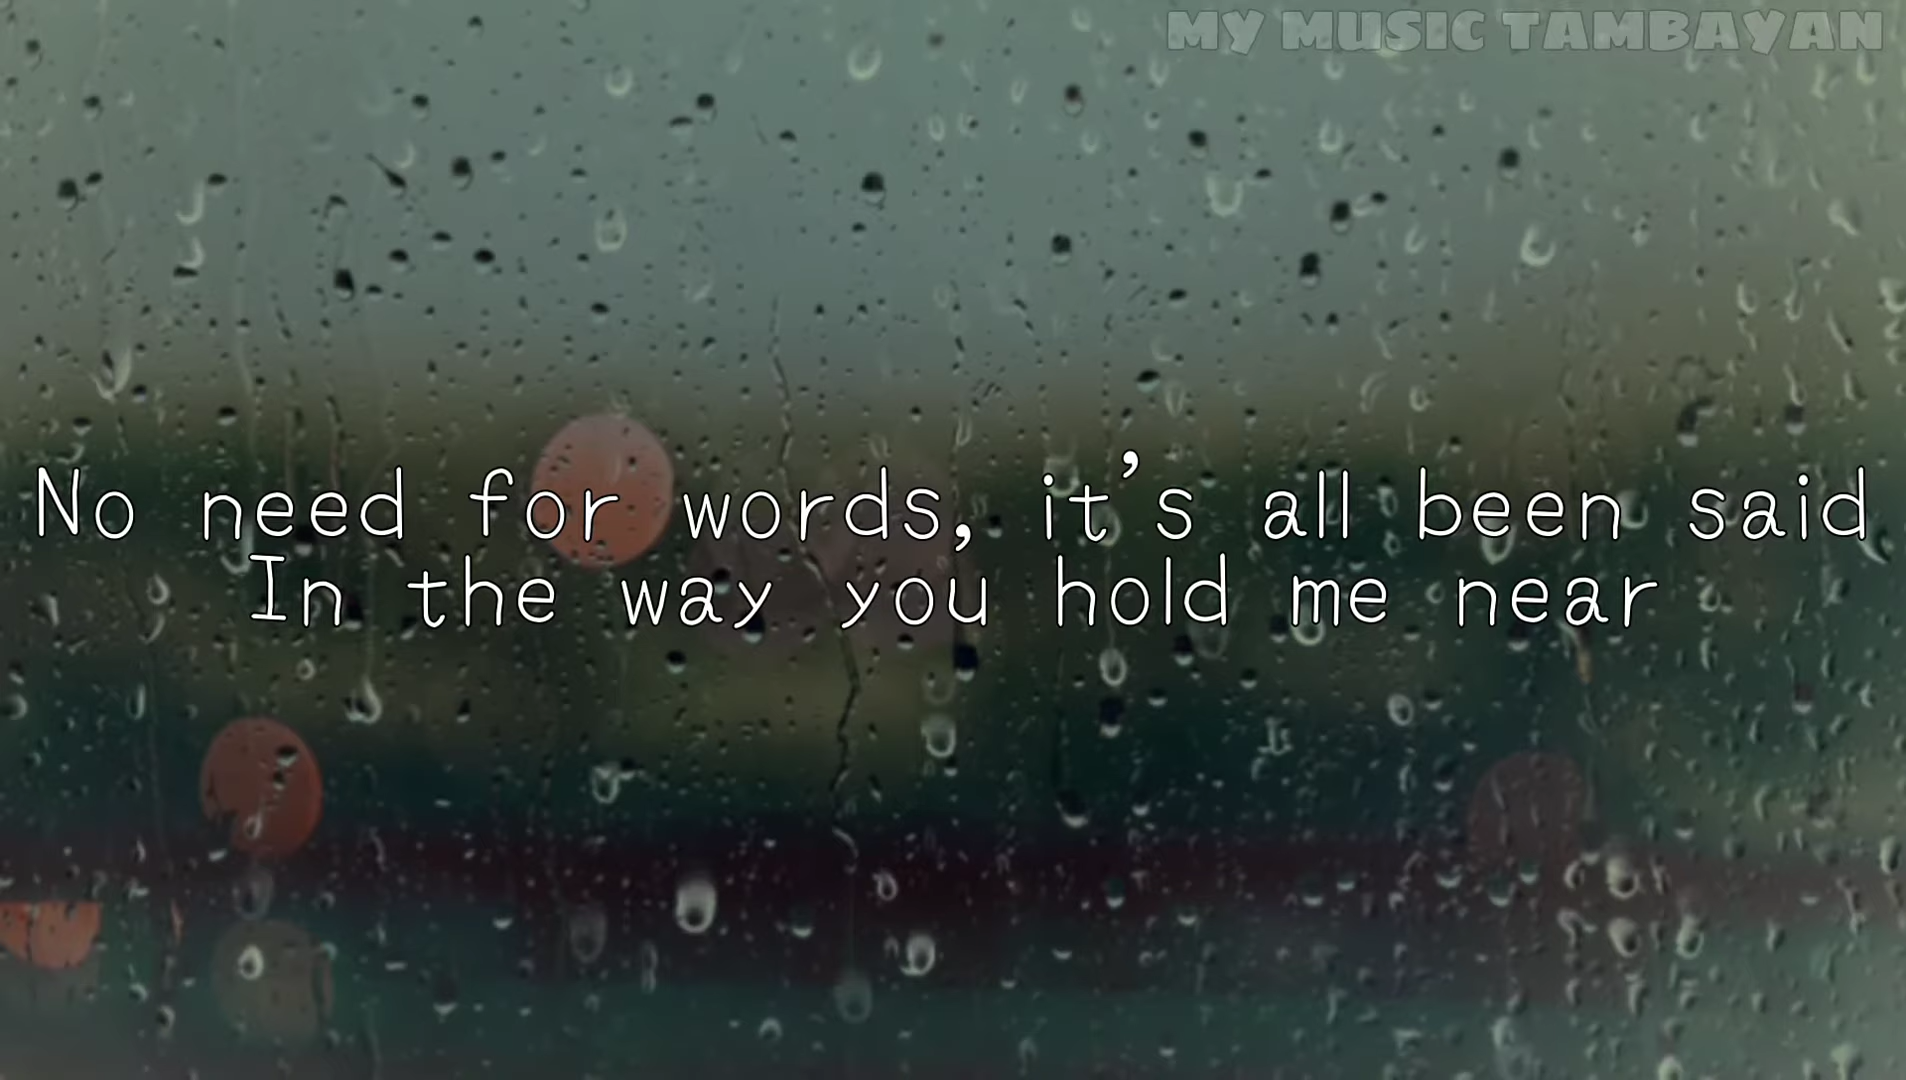 MY MUSIC TAMBAYAN
No need for words, it's all been said
In the way you hold me near